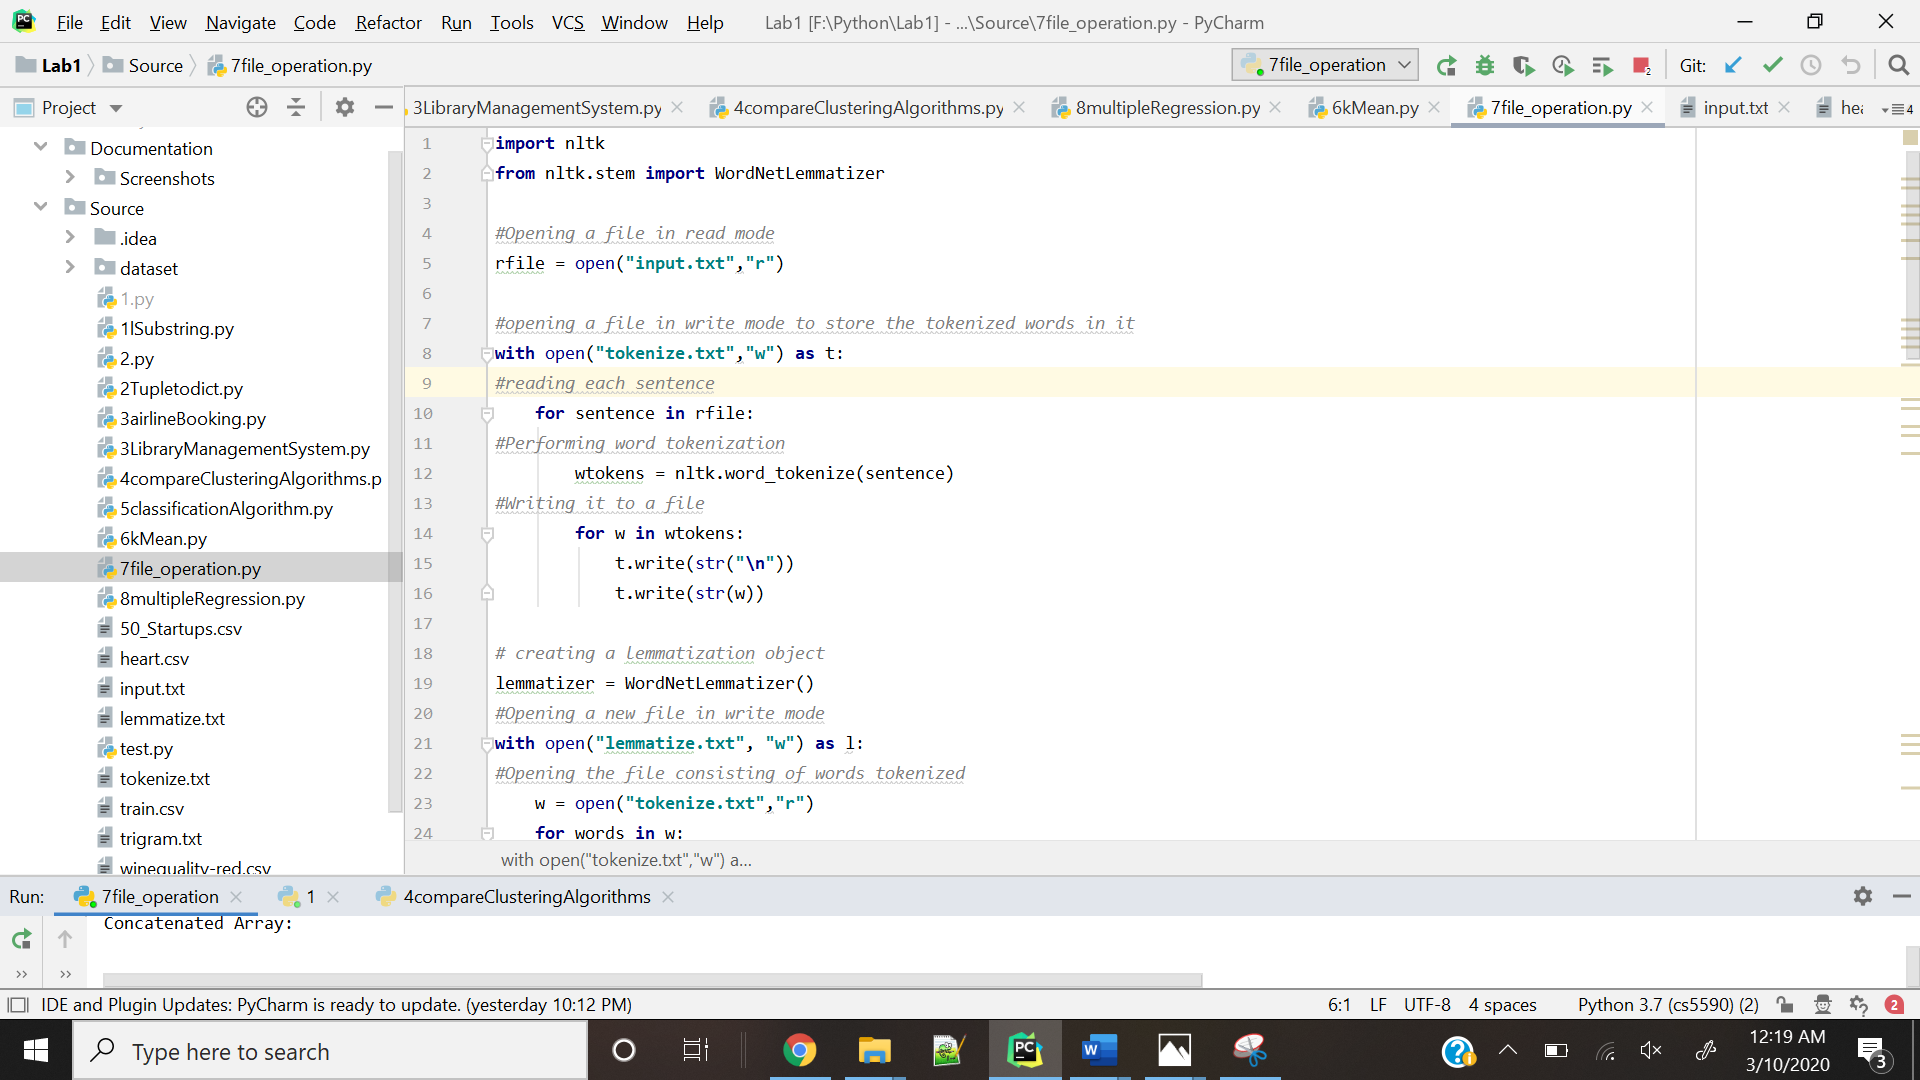 File Edit View Navigate Code Refactor Run Tools VCS Window Help Lab1 [F:\Python\Lab1] - ...\Source\7file_operation.py - PyCharm
Lab1 Source 7file_operation.py 7file_operation 2 Git:
Project 3LibraryManagementSystem.py 4compareClusteringAlgorithms.py 8multipleRegression.py 6kMean.py 7file_operation.py input.txt hea 4
Documentation
Screenshots
Source
.idea
dataset
1.py
1lSubstring.py
2.py
2Tupletodict.py
3airlineBooking.py
3LibraryManagementSystem.py
4compareClusteringAlgorithms.p
5classificationAlgorithm.py
6kMean.py
7file_operation.py
8multipleRegression.py
50_Startups.csv
heart.csv
input.txt
lemmatize.txt
test.py
tokenize.txt
train.csv
trigram.txt
winequality-red.csv
1 import nltk
2 from nltk.stem import WordNetLemmatizer
3
4 #Opening a file in read mode
5 rfile = open("input.txt","r")
6
7 #opening a file in write mode to store the tokenized words in it
8 with open("tokenize.txt","w") as t:
9 #reading each sentence
10 for sentence in rfile:
11 #Performing word tokenization
12 wtokens = nltk.word_tokenize(sentence)
13 #Writing it to a file
14 for w in wtokens:
15 t.write(str("\n"))
16 t.write(str(w))
17
18 # creating a lemmatization object
19 lemmatizer = WordNetLemmatizer()
20 #Opening a new file in write mode
21 with open("lemmatize.txt", "w") as l:
22 #Opening the file consisting of words tokenized
23 w = open("tokenize.txt","r")
24 for words in w:
with open("tokenize.txt","w") a...
Run: 7file_operation 1 4compareClusteringAlgorithms
Concatenated Array:
IDE and Plugin Updates: PyCharm is ready to update. (yesterday 10:12 PM) 6:1 LF UTF-8 4 spaces Python 3.7 (cs5590) (2) 2
Type here to search
12:19 AM
3/10/2020
3